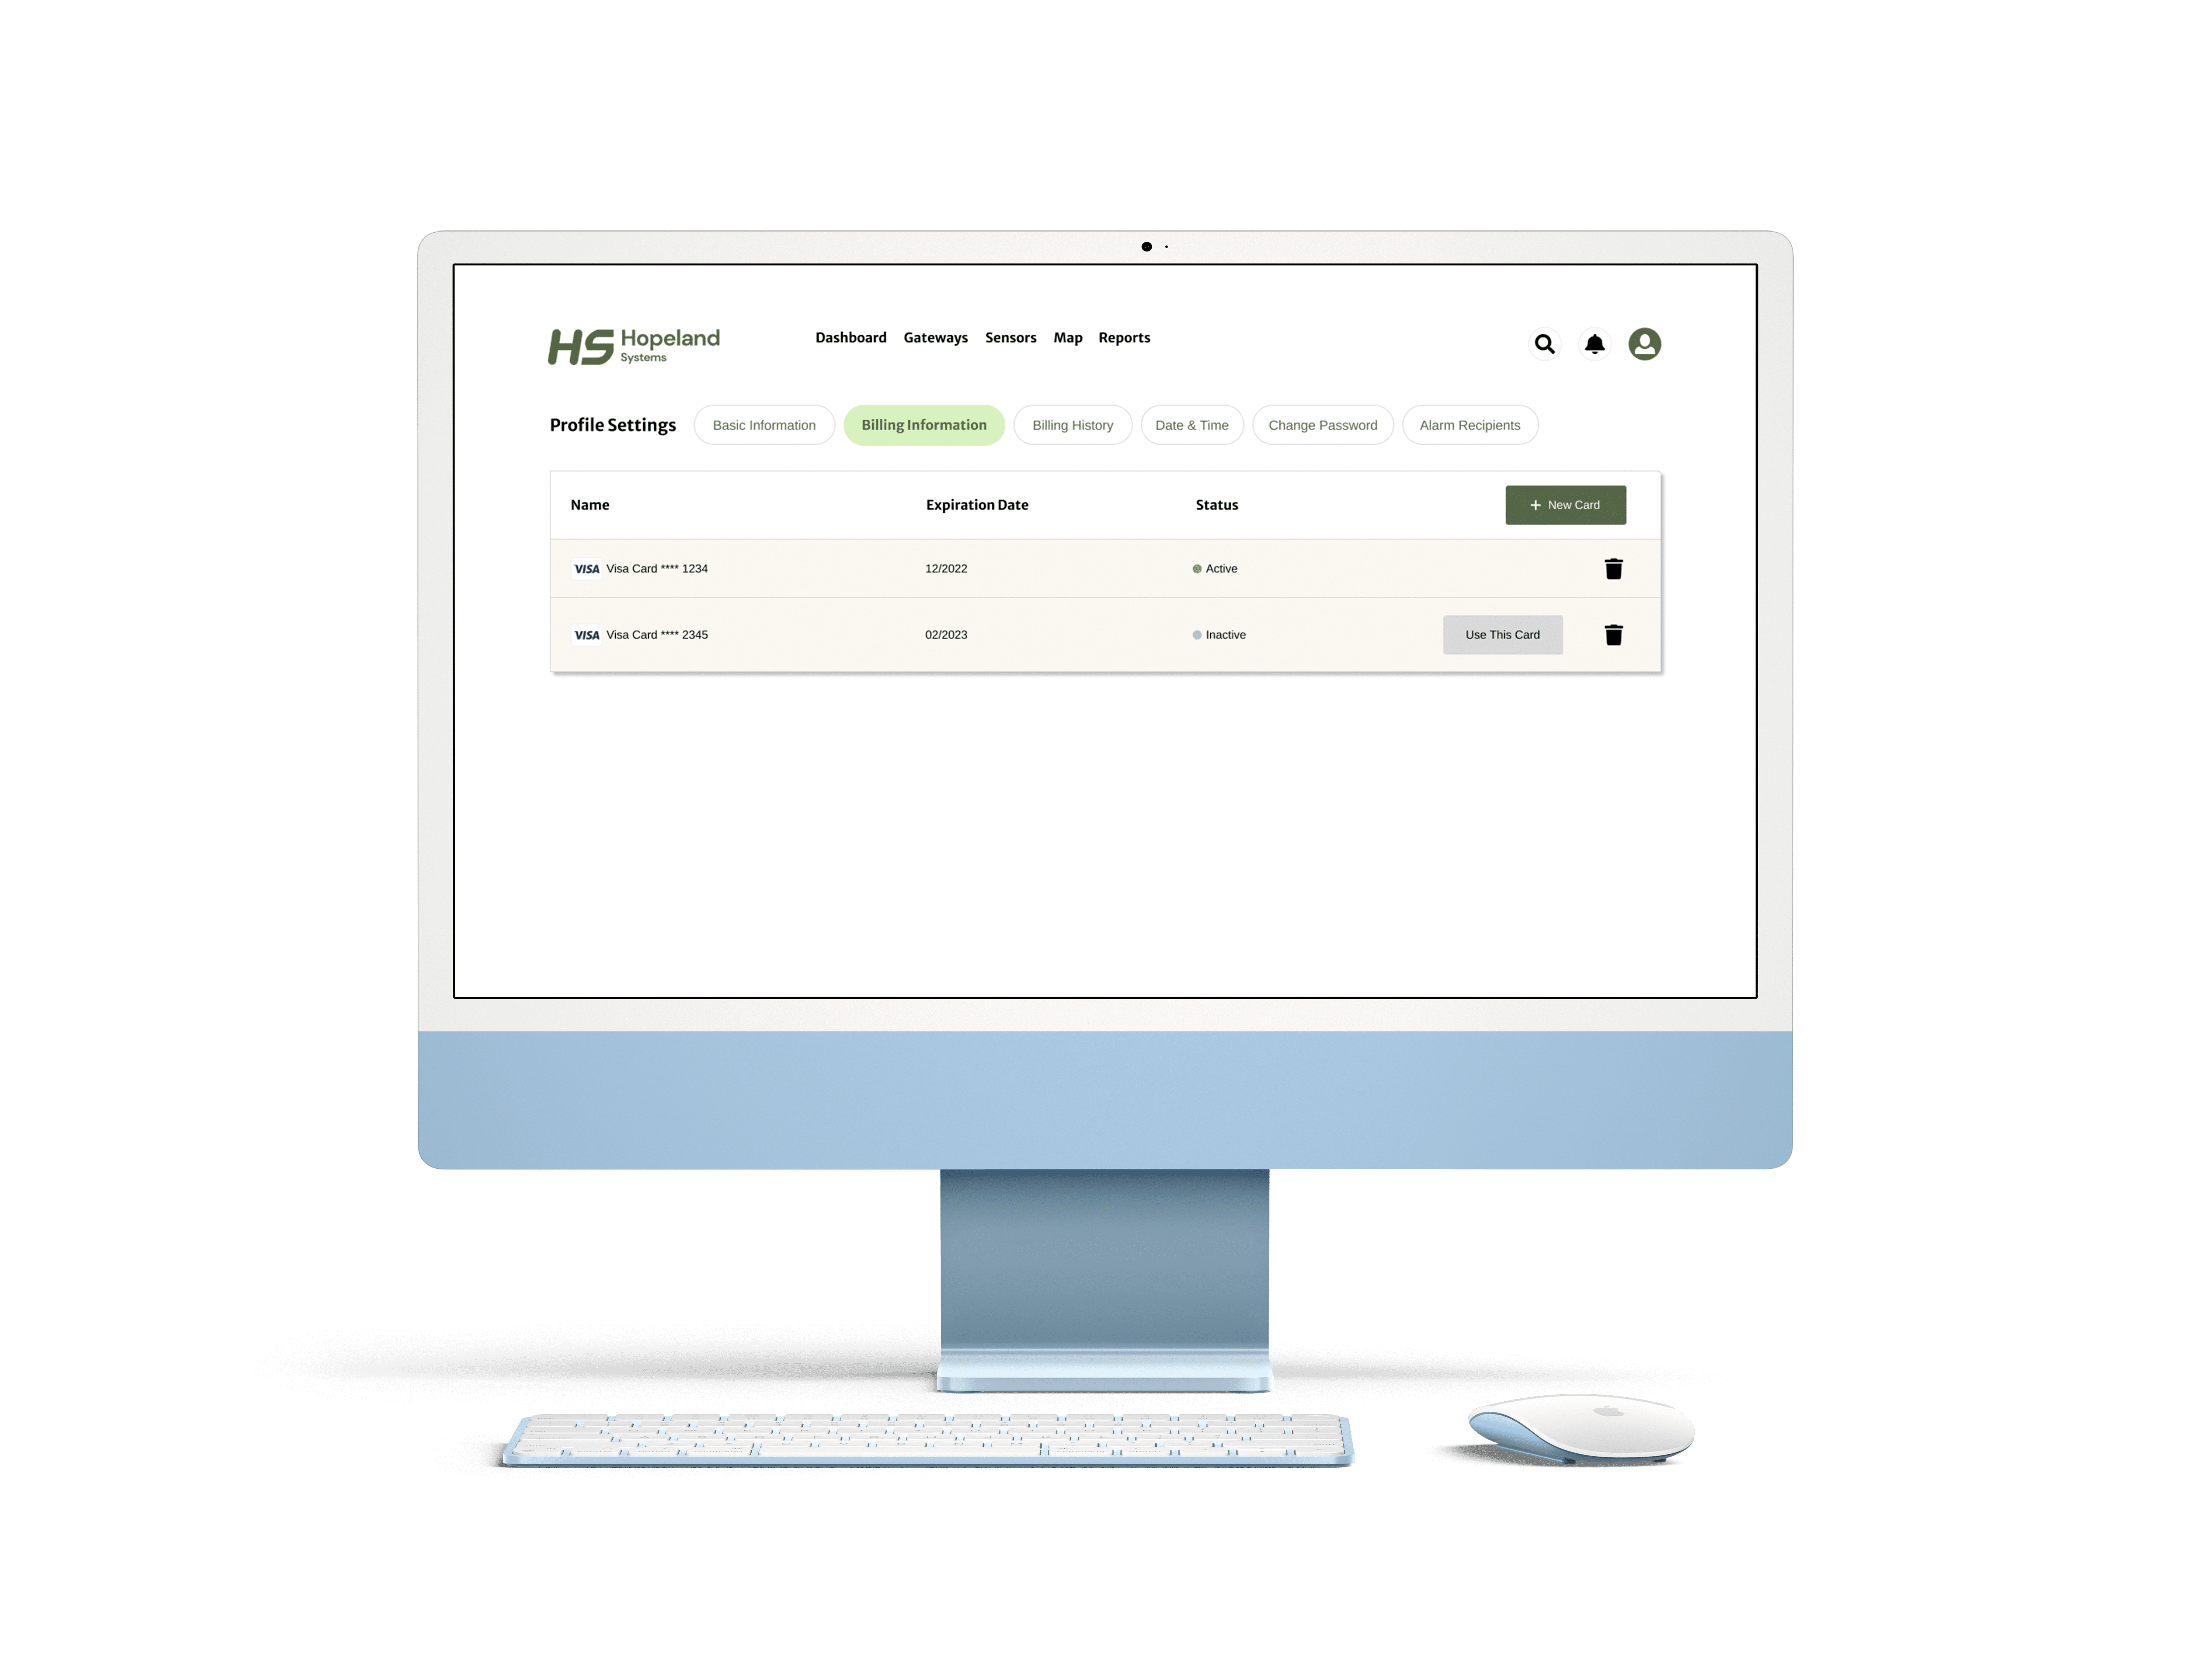 HS Hopeland
Systems
Dashboard Gateways Sensors Map Reports
Profile Settings Basic Information Billing Information Billing History Date & Time Change Password Alarm Recipients
Name Expiration Date Status + New Card
VISA Visa Card **** 1234 12/2022 Active
VISA Visa Card **** 2345 02/2023 Inactive Use This Card